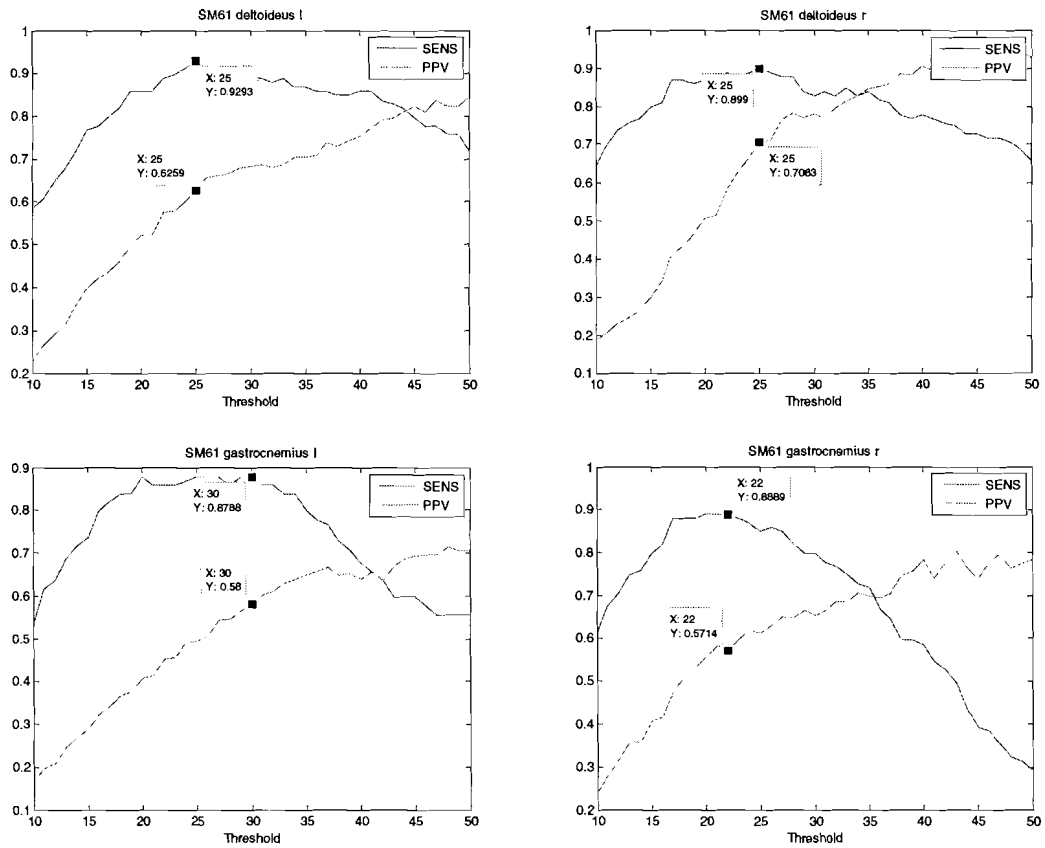 SM61 deltoideus l
1
0.9
0.8
0.7
0.6
0.5
0.4
0.3
0.2
SENS
PPV
X: 25
Y: 0.9293
X: 25
Y: 0.6259
10 15 20 25 30 35 40 45 50
Threshold
SM61 deltoideus r
1
0.9
0.8
0.7
0.6
0.5
0.4
0.3
0.2
0.1
SENS
PPV
X: 25
Y: 0.899
X: 25
Y: 0.7063
10 15 20 25 30 35 40 45 50
Threshold
SM61 gastrocnemius l
0.9
0.8
0.7
0.6
0.5
0.4
0.3
0.2
0.1
SENS
PPV
X: 30
Y: 0.8788
X: 30
Y: 0.58
10 15 20 25 30 35 40 45 50
Threshold
SM61 gastrocnemius r
1
0.9
0.8
0.7
0.6
0.5
0.4
0.3
0.2
SENS
PPV
X: 22
Y: 0.8889
X: 22
Y: 0.5714
10 15 20 25 30 35 40 45 50
Threshold